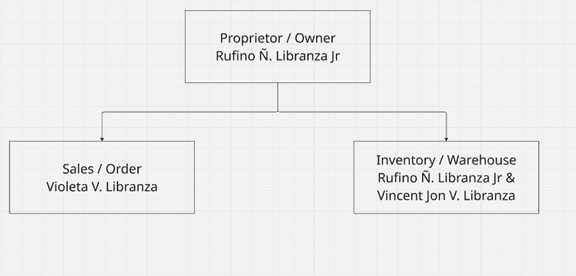 Proprietor / Owner
Rufino Ñ. Libranza Jr
Sales / Order
Violeta V. Libranza
Inventory / Warehouse
Rufino Ñ. Libranza Jr &
Vincent Jon V. Libranza